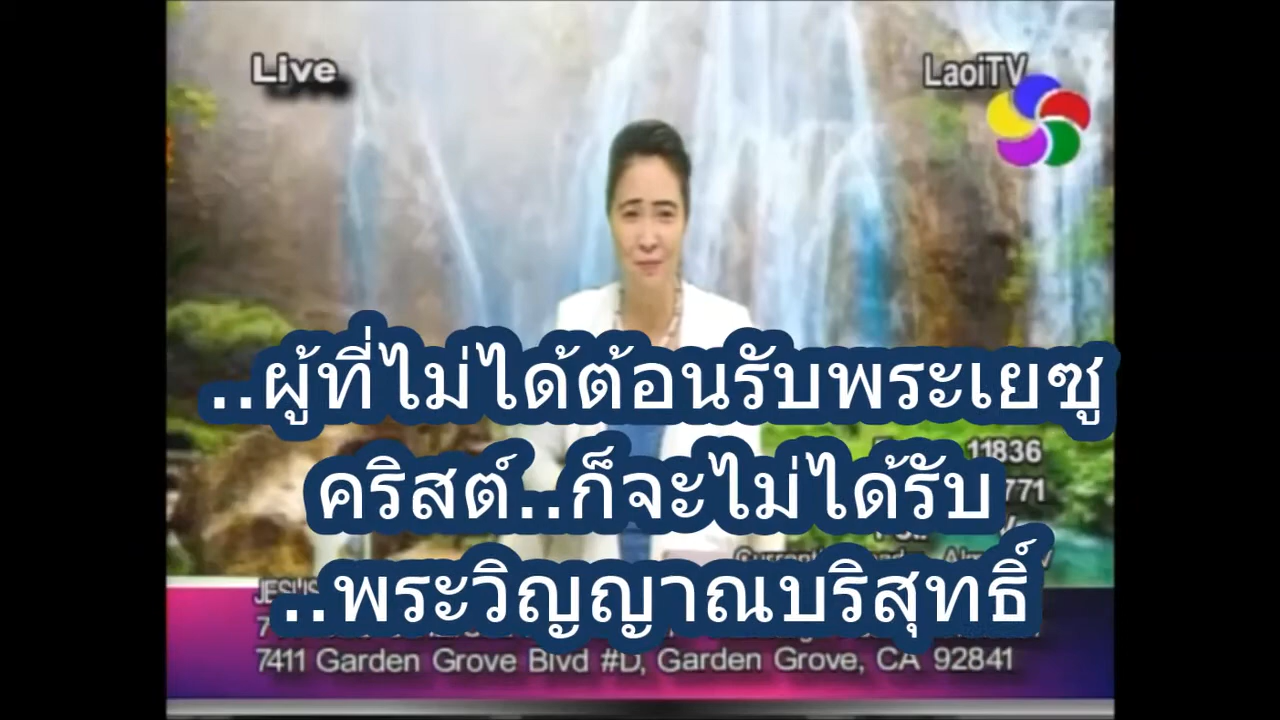 Live
LaoiTV
..ผู้ที่ไม่ได้ต้อนรับพระเยซู
คริสต์..ก็จะไม่ได้รับ
..พระวิญญาณบริสุทธิ์
11836
771
JESUS
7411 Garden Grove Blvd #D, Garden Grove, CA 92841